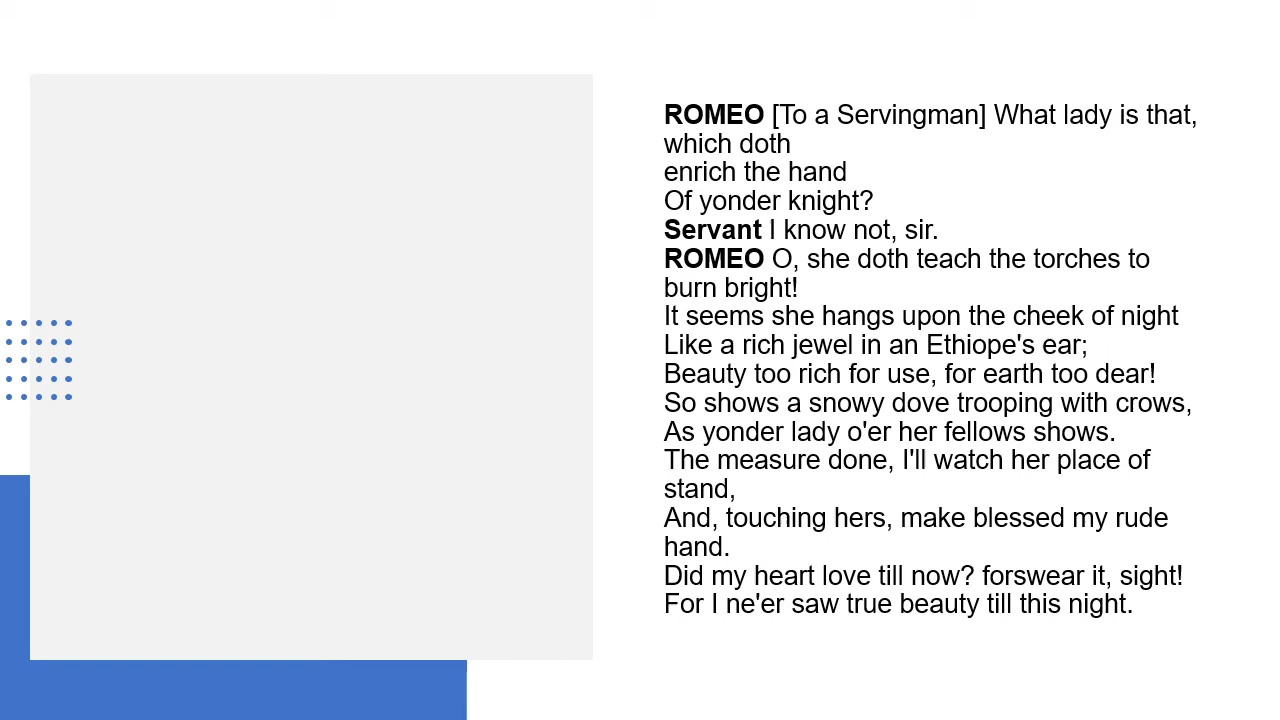 ROMEO [To a Servingman] What lady is that,
which doth
enrich the hand
Of yonder knight?
Servant I know not, sir.
ROMEO O, she doth teach the torches to
burn bright!
It seems she hangs upon the cheek of night
Like a rich jewel in an Ethiope's ear;
Beauty too rich for use, for earth too dear!
So shows a snowy dove trooping with crows,
As yonder lady o'er her fellows shows.
The measure done, I'll watch her place of
stand,
And, touching hers, make blessed my rude
hand.
Did my heart love till now? forswear it, sight!
For I ne'er saw true beauty till this night.